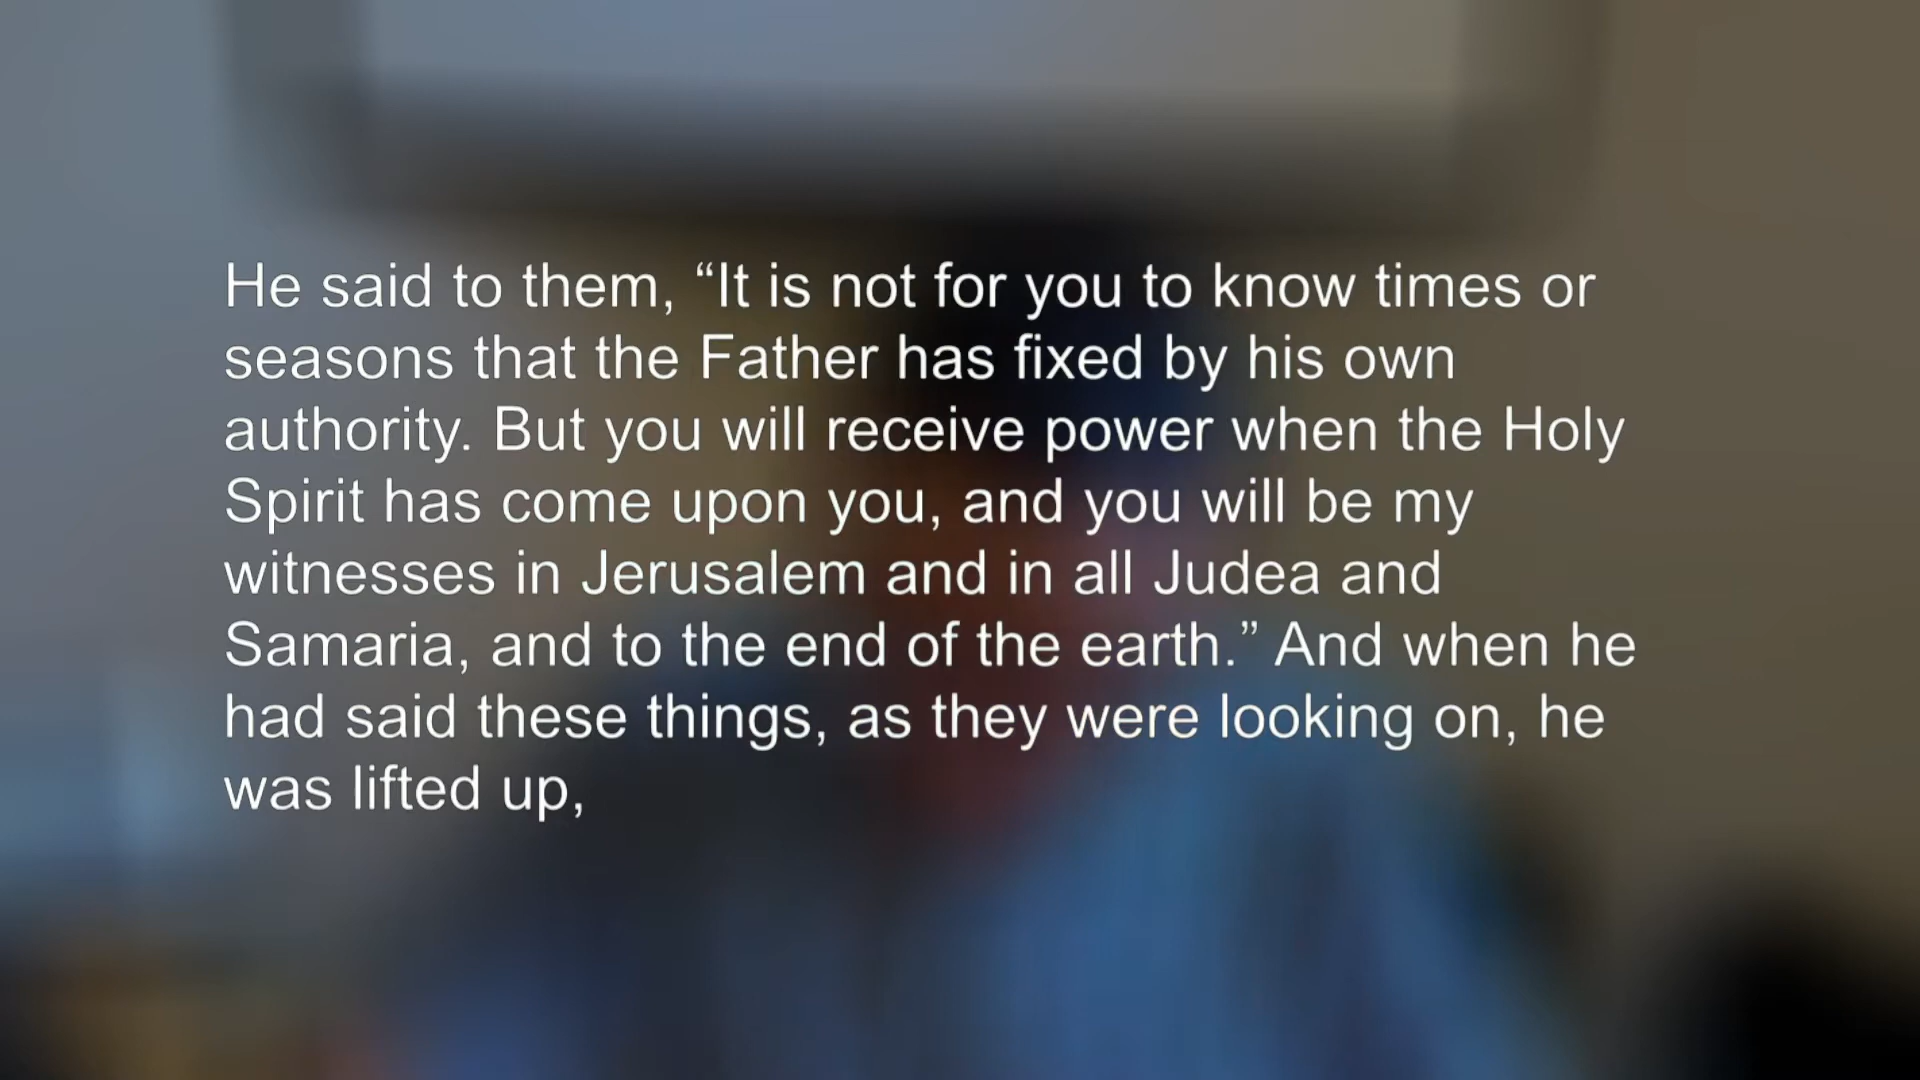 He said to them, “It is not for you to know times or
seasons that the Father has fixed by his own
authority. But you will receive power when the Holy
Spirit has come upon you, and you will be my
witnesses in Jerusalem and in all Judea and
Samaria, and to the end of the earth.” And when he
had said these things, as they were looking on, he
was lifted up,